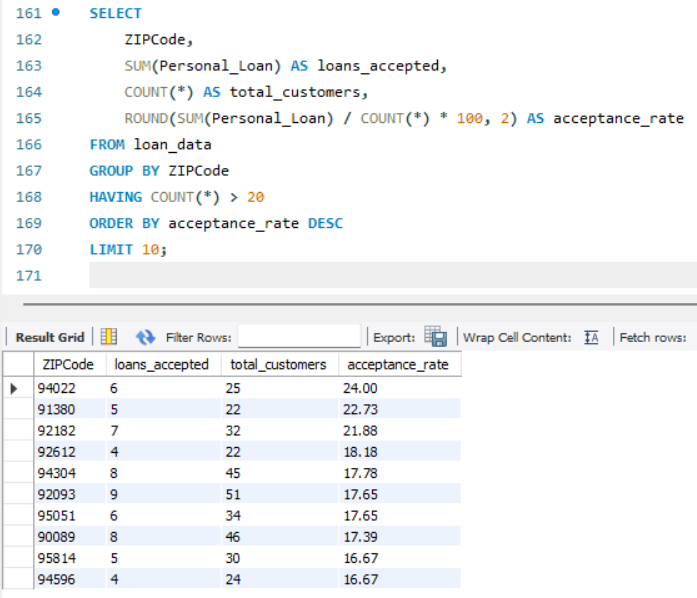 161 SELECT
162 ZIPCode,
163 SUM(Personal_Loan) AS loans_accepted,
164 COUNT(*) AS total_customers,
165 ROUND(SUM(Personal_Loan) / COUNT(*) * 100, 2) AS acceptance_rate
166 FROM loan_data
167 GROUP BY ZIPCode
168 HAVING COUNT(*) > 20
169 ORDER BY acceptance_rate DESC
170 LIMIT 10;
171
Result Grid Filter Rows: Export: Wrap Cell Content: IA Fetch rows:
ZIPCode loans_accepted total_customers acceptance_rate
94022 6 25 24.00
91380 5 22 22.73
92182 7 32 21.88
92612 4 22 18.18
94304 8 45 17.78
92093 9 51 17.65
95051 6 34 17.65
90089 8 46 17.39
95814 5 30 16.67
94596 4 24 16.67